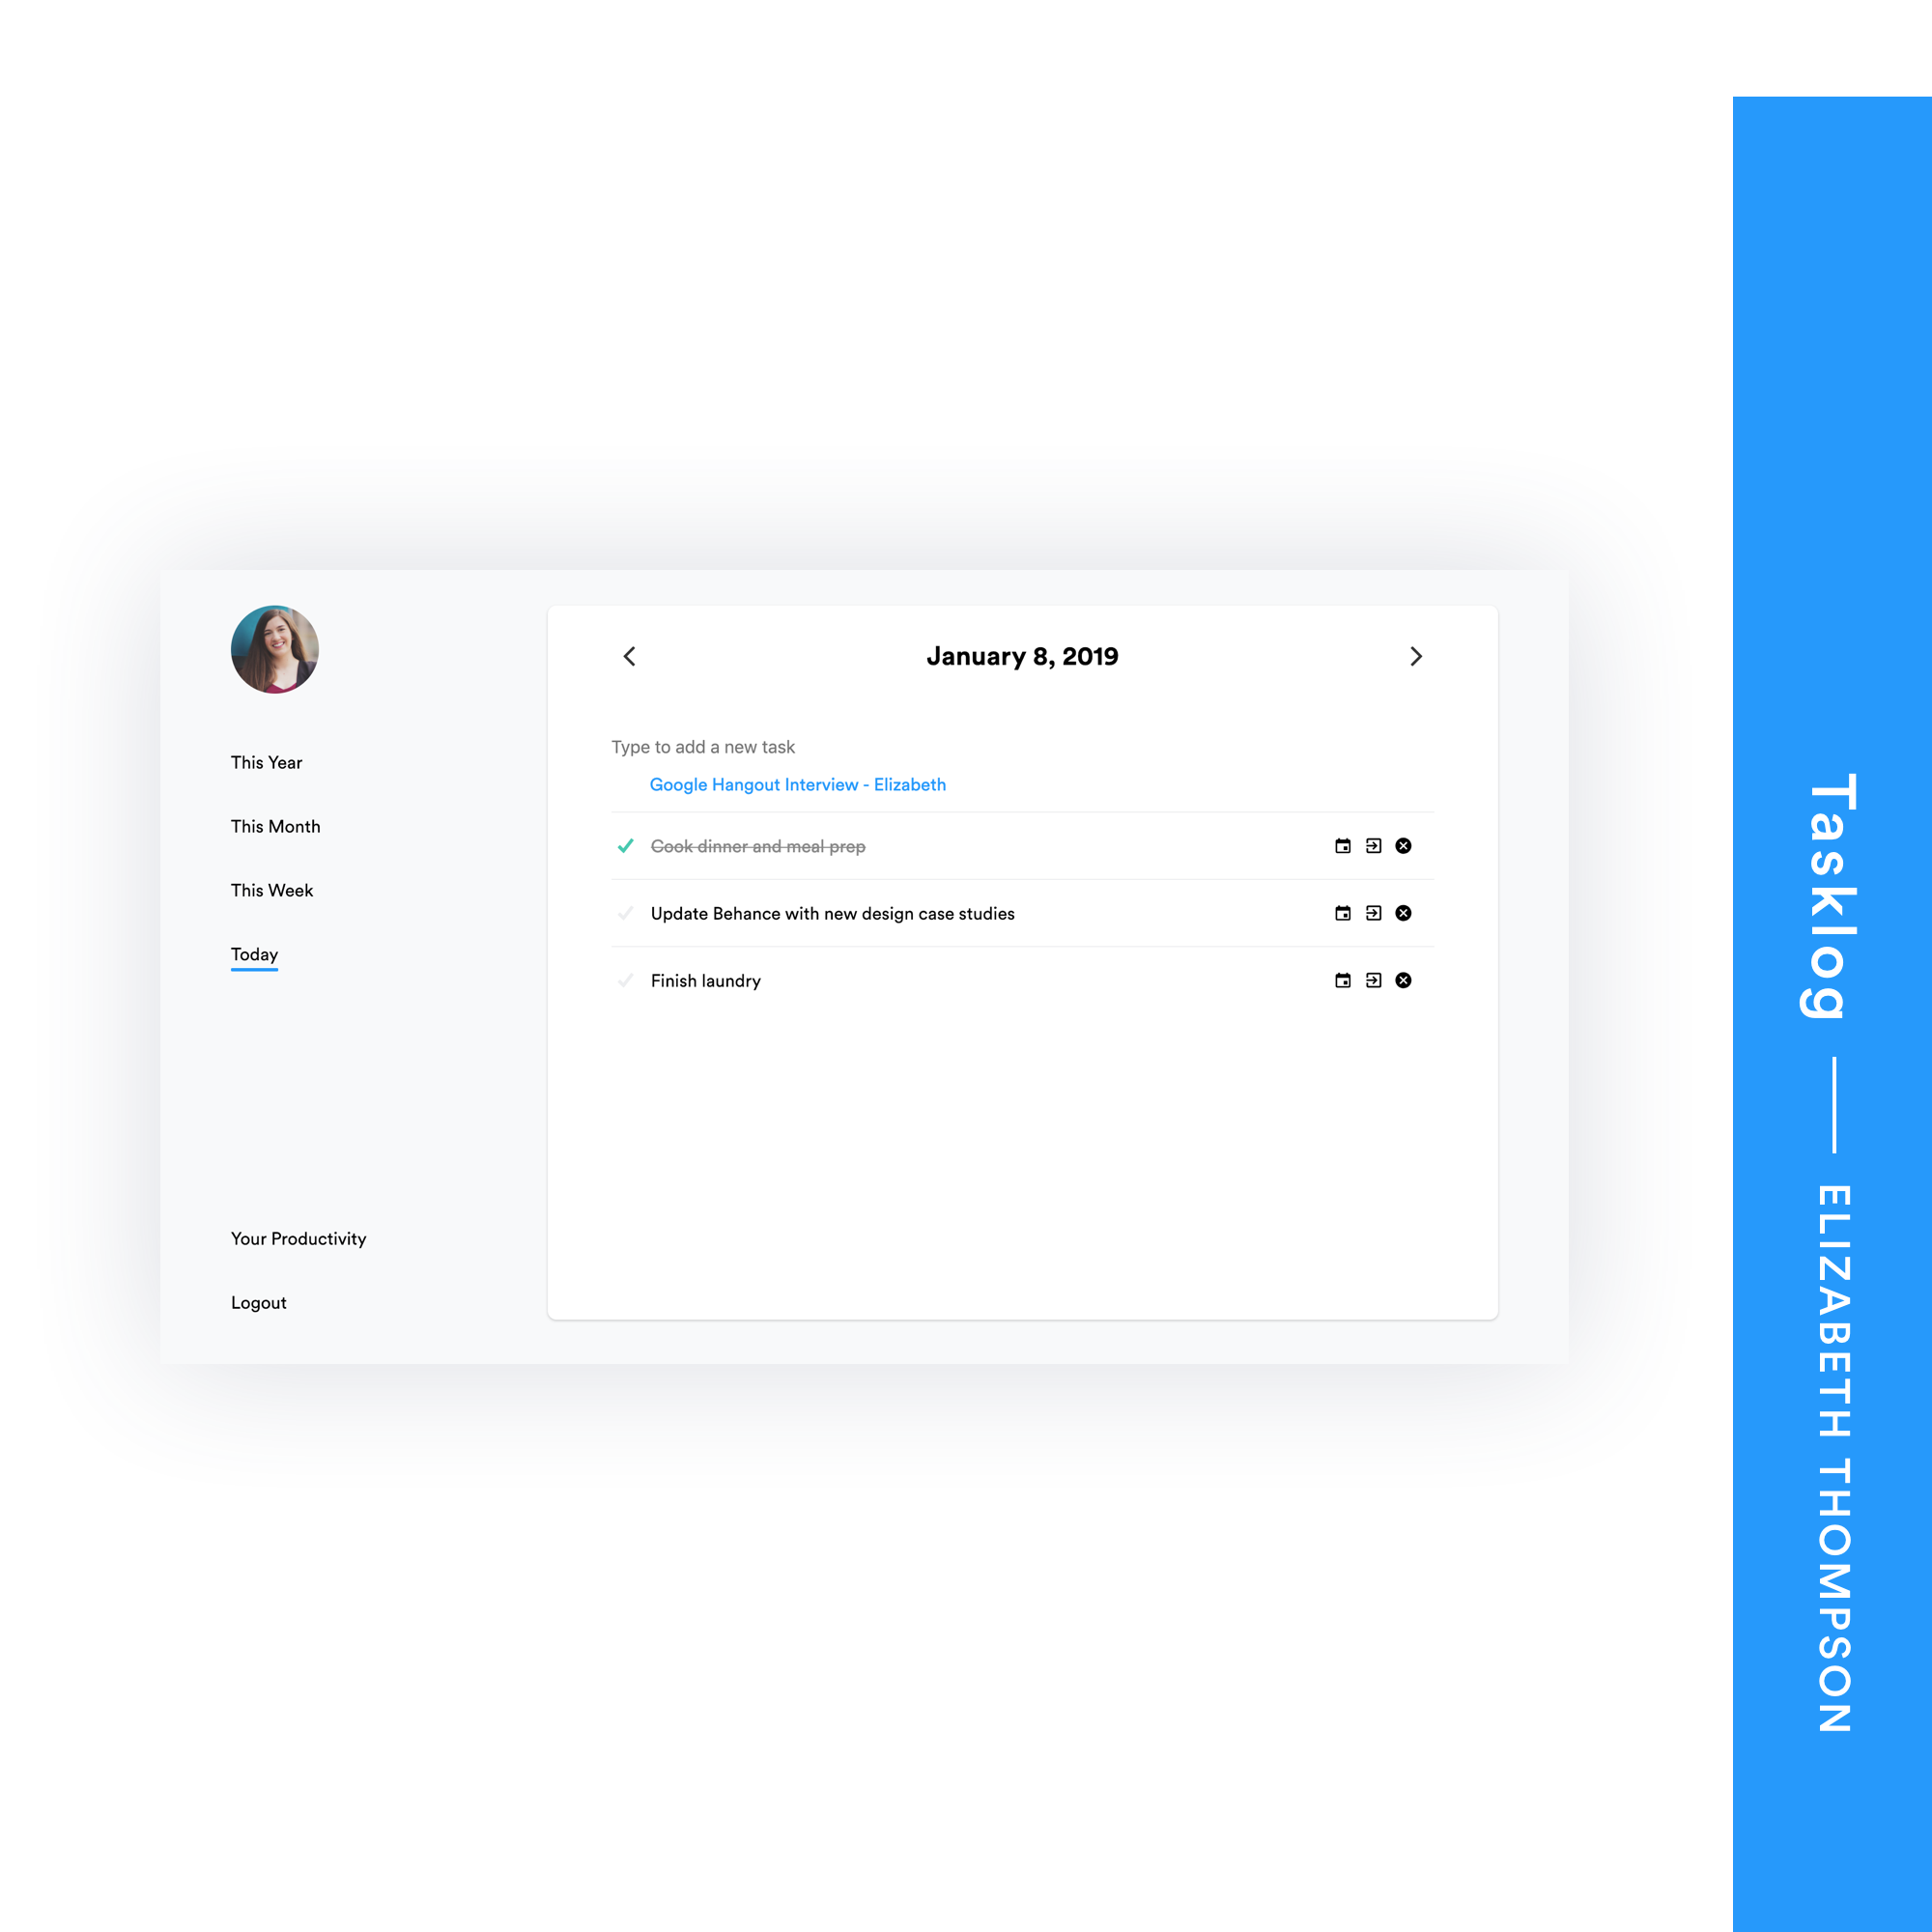 This Year
This Month
This Week
Today
Your Productivity
Logout
January 8, 2019
Type to add a new task
Google Hangout Interview - Elizabeth
Cook dinner and meal prep
Update Behance with new design case studies
Finish laundry
Tasklog — ELIZABETH THOMPSON